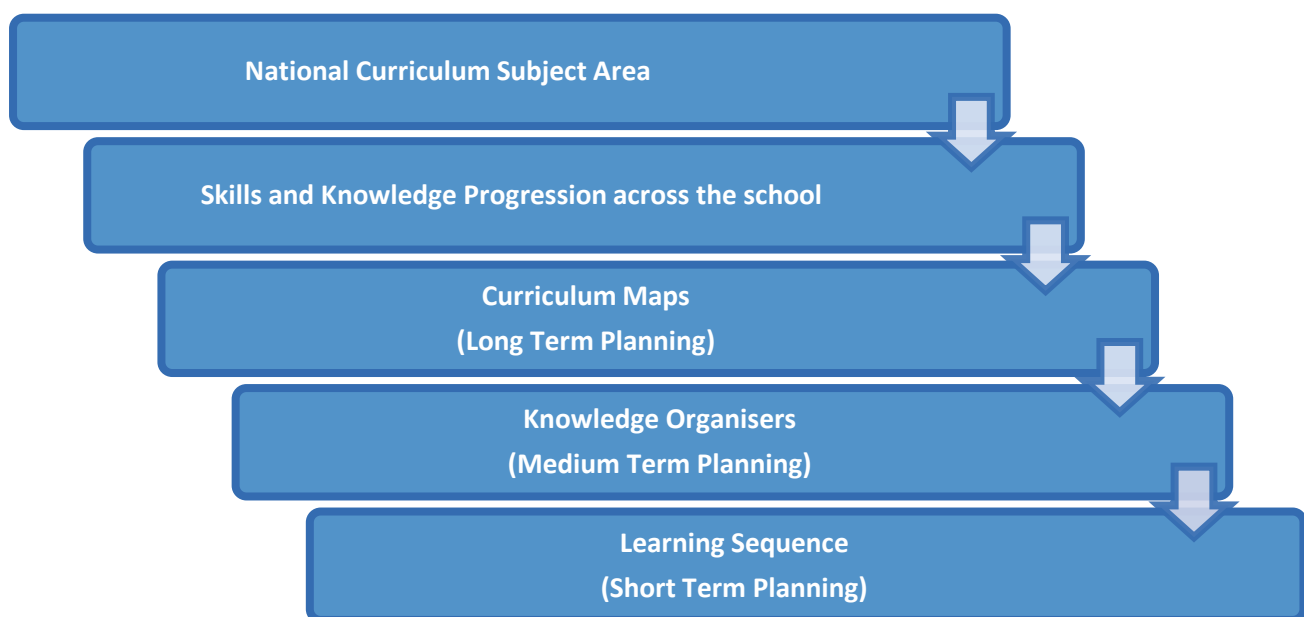 National Curriculum Subject Area
Skills and Knowledge Progression across the school
Curriculum Maps
(Long Term Planning)
Knowledge Organisers
(Medium Term Planning)
Learning Sequence
(Short Term Planning)